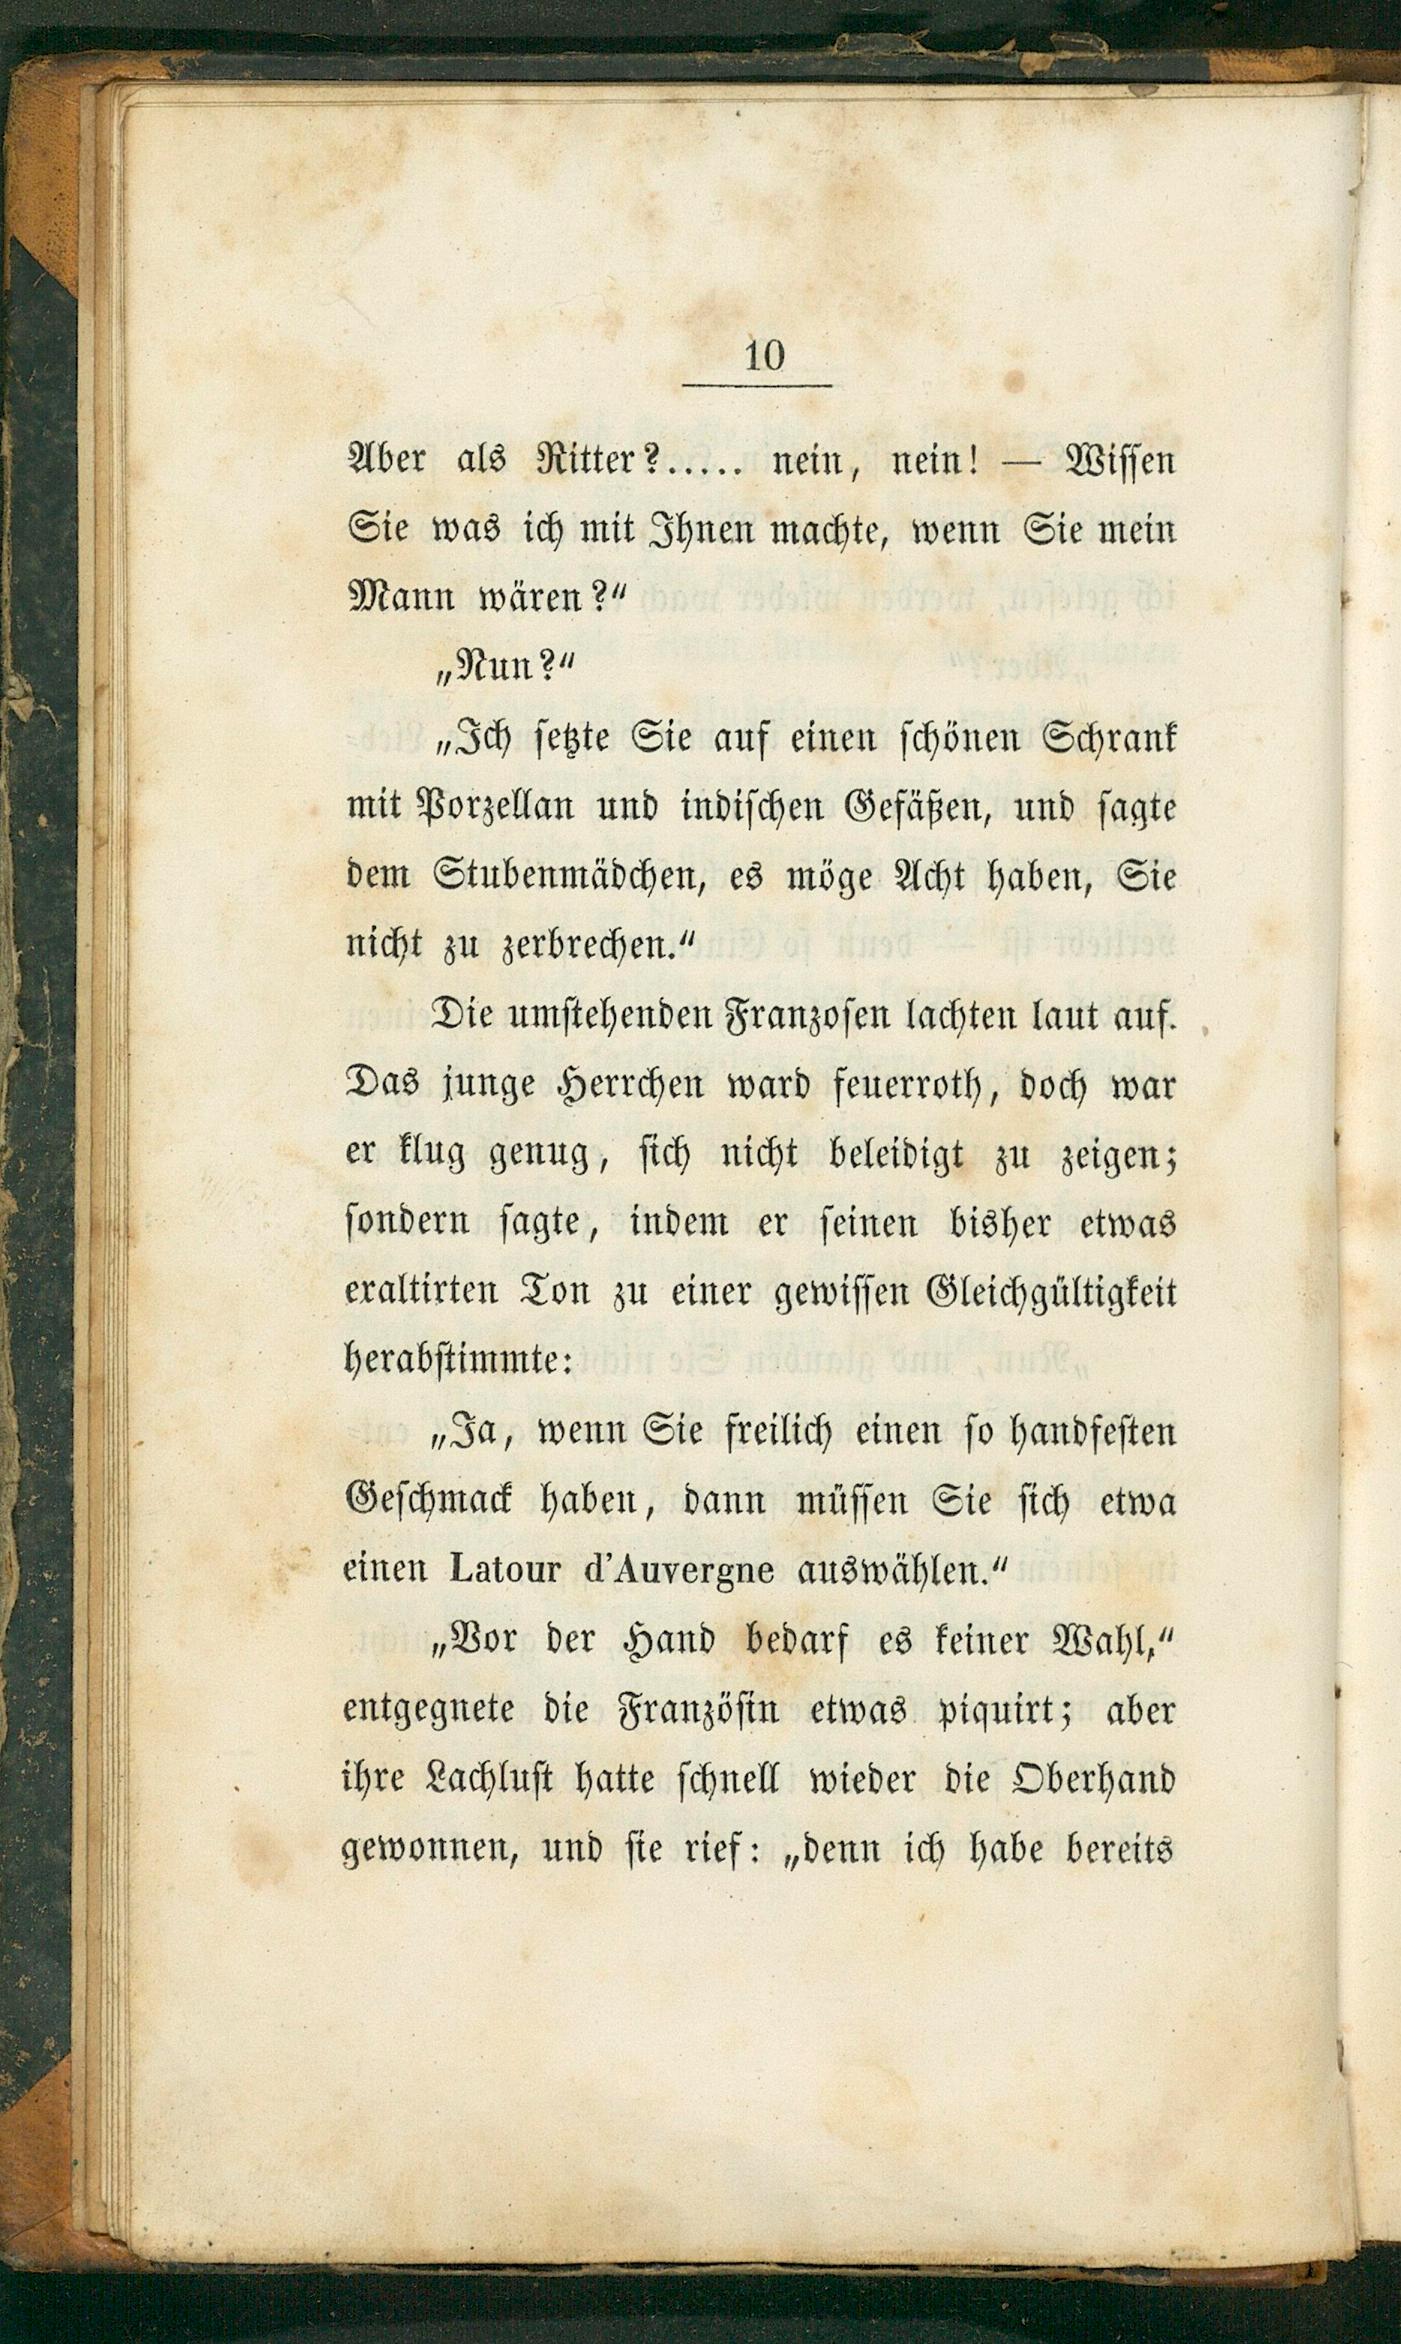 10
Aber als Ritter?..... nein, nein! — Wissen
Sie was ich mit Ihnen machte, wenn Sie mein
Mann wären?“
„Nun?“
„Ich setzte Sie auf einen schönen Schrank
mit Porzellan und indischen Gefäßen, und sagte
dem Stubenmädchen, es möge Acht haben, Sie
nicht zu zerbrechen.“
Die umstehenden Franzosen lachten laut auf.
Das junge Herrchen ward feuerroth, doch war
er klug genug, sich nicht beleidigt zu zeigen;
sondern sagte, indem er seinen bisher etwas
exaltirten Ton zu einer gewissen Gleichgültigkeit
herabstimmte:
„Ja, wenn Sie freilich einen so handfesten
Geschmack haben, dann müssen Sie sich etwa
einen Latour d'Auvergne auswählen.“
„Vor der Hand bedarf es keiner Wahl,“
entgegnete die Französin etwas piquirt; aber
ihre Lachlust hatte schnell wieder die Oberhand
gewonnen, und sie rief: „denn ich habe bereits